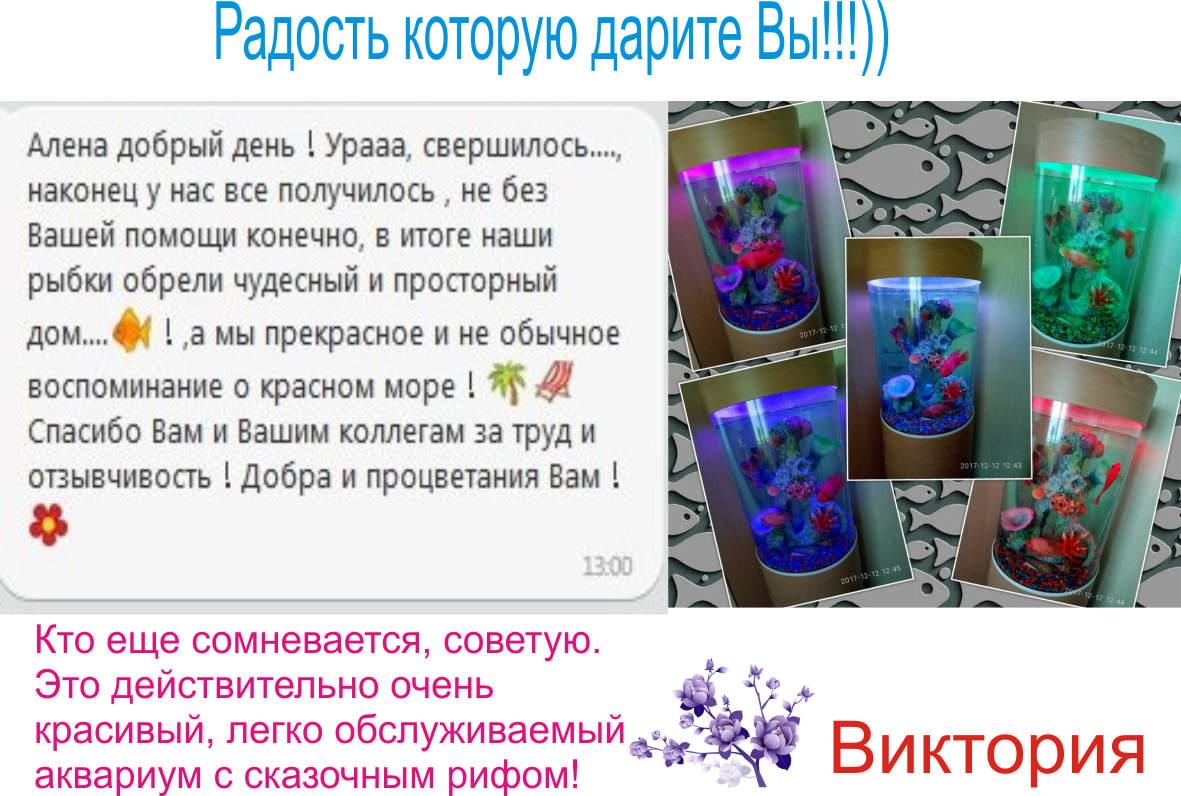 Радость которую дарите Вы!!!))
Алена добрый день ! Урааа, свершилось....,
наконец у нас все получилось , не без
Вашей помощи конечно, в итоге наши
рыбки обрели чудесный и просторный
дом.... ! ,а мы прекрасное и не обычное
воспоминание о красном море !
Спасибо Вам и Вашим коллегам за труд и
отзывчивость ! Добра и процветания Вам !
13:00
2017-12-12 1
2017-12-12 12:44
2017-12-12 12:43
2017-12-12 12:45
2017-12-12 12:44
Кто еще сомневается, советую.
Это действительно очень
красивый, легко обслуживаемый
аквариум с сказочным рифом!
Виктория